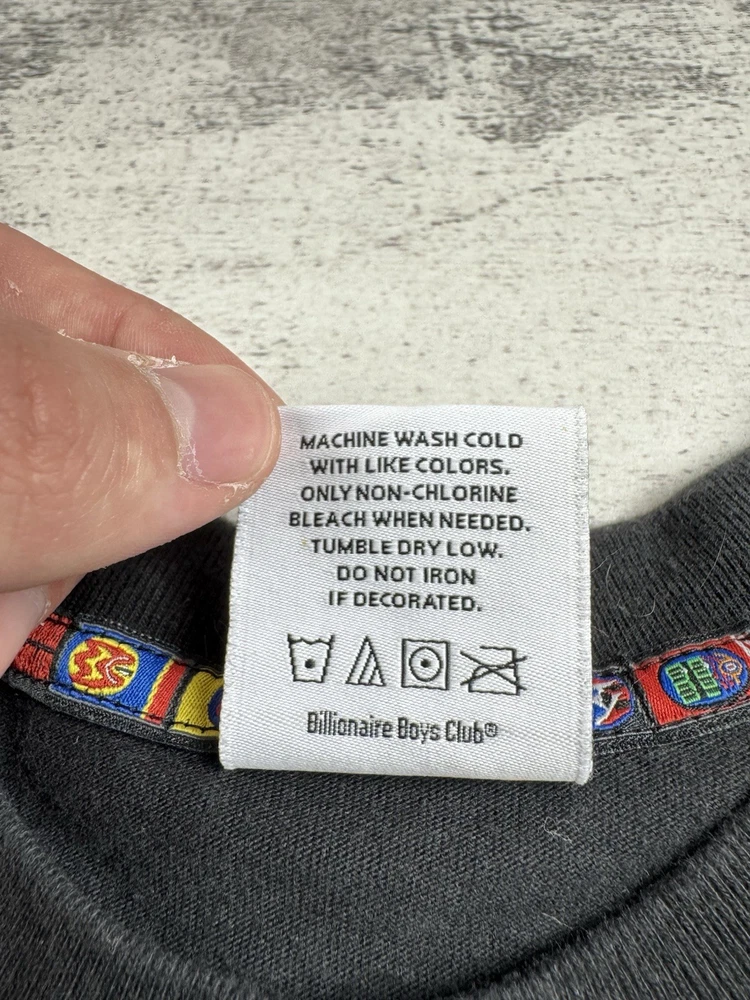 MACHINE WASH COLD
WITH LIKE COLORS.
ONLY NON-CHLORINE
BLEACH WHEN NEEDED.
TUMBLE DRY LOW.
DO NOT IRON
IF DECORATED.
Billionaire Boys Club®